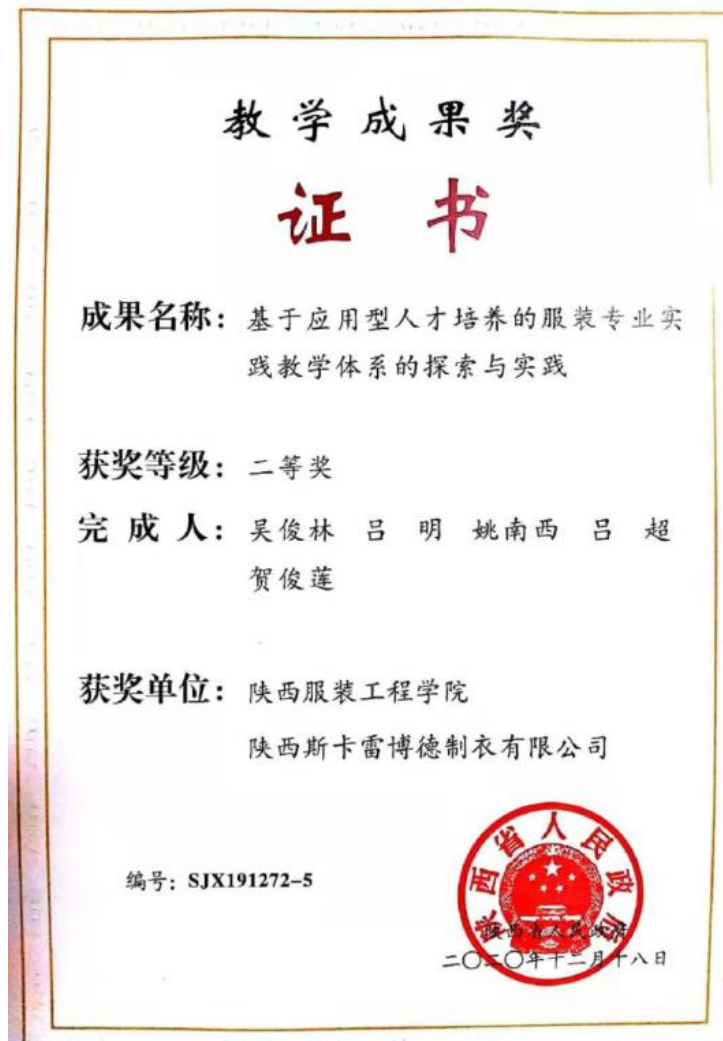 教学成果奖
证书
成果名称：基于应用型人才培养的服装专业实
践教学体系的探索与实践
获奖等级：二等奖
完成人：吴俊林 吕明 姚南西 吕超
贺俊莲
获奖单位：陕西服装工程学院
陕西斯卡雷博德制衣有限公司
编号：SJX191272-5
陕西省人民政府
陕西省人民政府
二〇二〇年十二月十八日